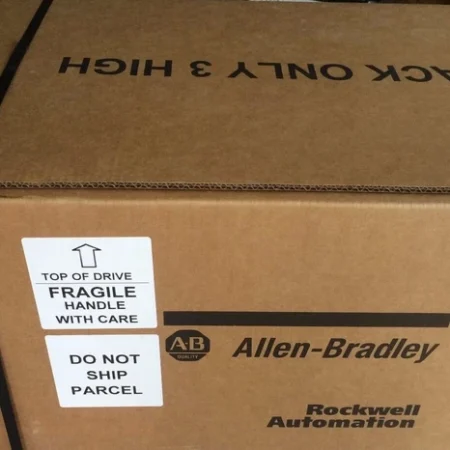 ACK ONLY 3 HIGH
TOP OF DRIVE
FRAGILE
HANDLE
WITH CARE
DO NOT
SHIP
PARCEL
A-B
QUALITY
Allen-Bradley
Rockwell
Automation